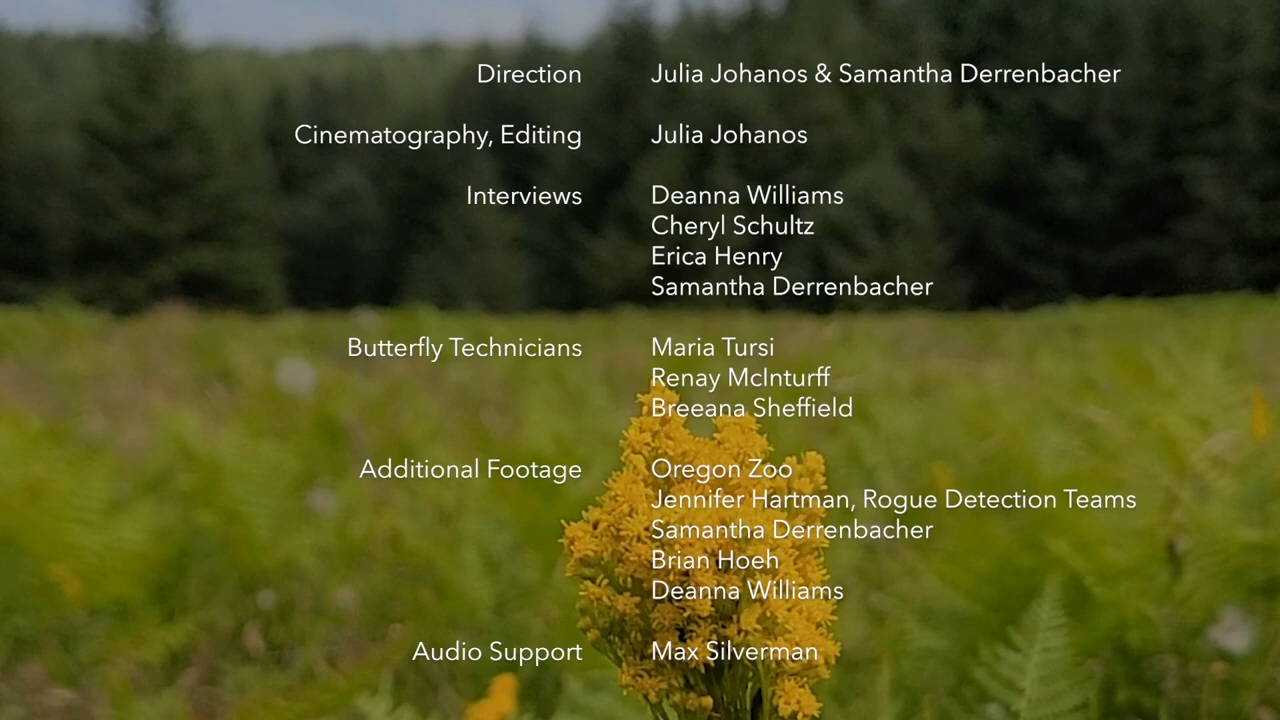 Direction Julia Johanos & Samantha Derrenbacher
Cinematography, Editing Julia Johanos
Interviews Deanna Williams
Cheryl Schultz
Erica Henry
Samantha Derrenbacher
Butterfly Technicians Maria Tursi
Renay McInturff
Breeana Sheffield
Additional Footage Oregon Zoo
Jennifer Hartman, Rogue Detection Teams
Samantha Derrenbacher
Brian Hoeh
Deanna Williams
Audio Support Max Silverman